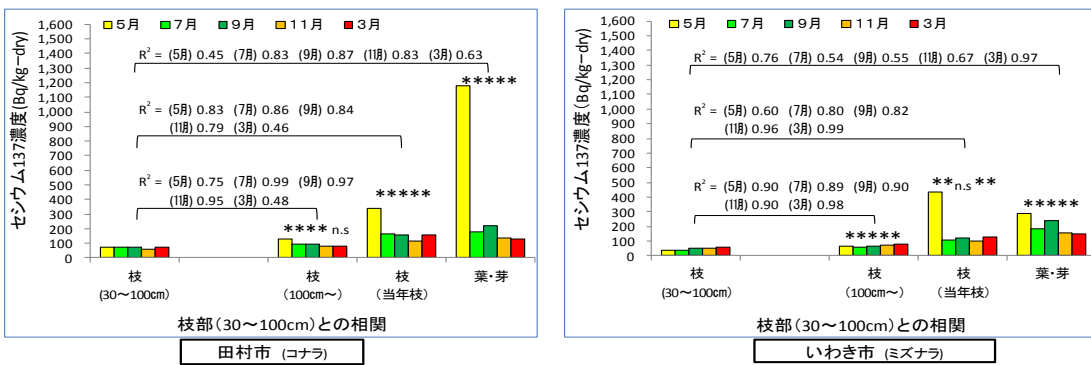 1,600
1,500
1,400
1,300
1,200
1,100
1,000
900
800
700
600
500
400
300
200
100
0
セシウム137濃度(Bq/kg-dry)
5月 7月 9月 11月 3月
R² = (5月) 0.45 (7月) 0.83 (9月) 0.87 (11月) 0.83 (3月) 0.63
*****
R² = (5月) 0.83 (7月) 0.86 (9月) 0.84
(11月) 0.79 (3月) 0.46
*****
R² = (5月) 0.75 (7月) 0.99 (9月) 0.97
(11月) 0.95 (3月) 0.48
**** n.s
枝 枝 枝 葉・芽
(30～100cm) (100cm～) (当年枝)
枝部(30～100cm)との相関
田村市 (コナラ)
1,600
1,500
1,400
1,300
1,200
1,100
1,000
900
800
700
600
500
400
300
200
100
0
セシウム137濃度(Bq/kg-dry)
5月 7月 9月 11月 3月
R² = (5月) 0.76 (7月) 0.54 (9月) 0.55 (11月) 0.67 (3月) 0.97
R² = (5月) 0.60 (7月) 0.80 (9月) 0.82
(11月) 0.96 (3月) 0.99
R² = (5月) 0.90 (7月) 0.89 (9月) 0.90
(11月) 0.90 (3月) 0.98
** n.s **
*****
*****
枝 枝 枝 葉・芽
(30～100cm) (100cm～) (当年枝)
枝部(30～100cm)との相関
いわき市 (ミズナラ)